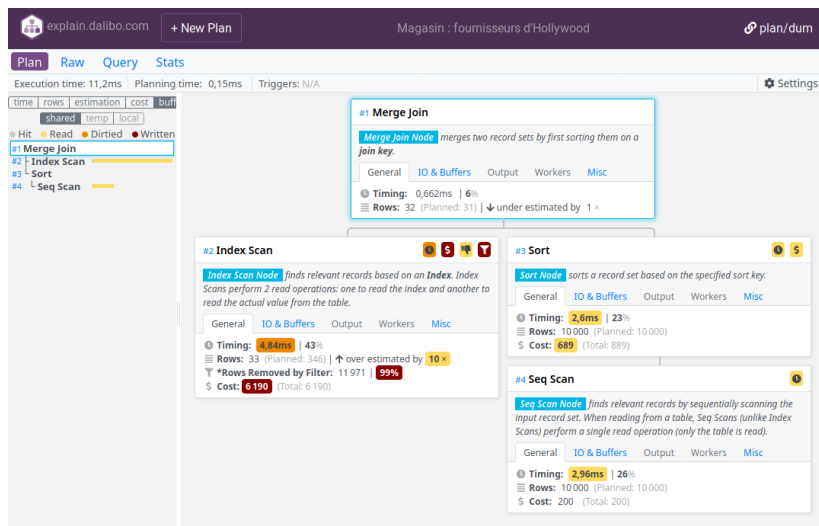 explain.dalibo.com
+ New Plan
Magasin : fournisseurs d'Hollywood
plan/dum
Plan Raw Query Stats
Execution time: 11,2ms Planning time: 0,15ms Triggers: N/A
Settings
time rows estimation cost buff
shared temp local
Hit Read Dirtied Written
#1 Merge Join
#2 Index Scan
#3 Sort
#4 Seq Scan
#1 Merge Join
Merge Join Node merges two record sets by first sorting them on a
join key.
General IO & Buffers Output Workers Misc
Timing: 0,662ms | 6%
Rows: 32 (Planned: 31) | under estimated by 1 ×
#2 Index Scan
$
Index Scan Node finds relevant records based on an Index. Index
Scans perform 2 read operations: one to read the index and another to
read the actual value from the table.
General IO & Buffers Output Workers Misc
Timing: 4,84ms | 43%
Rows: 33 (Planned: 346) | over estimated by 10 ×
*Rows Removed by Filter: 11 971 | 99%
$ Cost: 6 190 (Total: 6 190)
#3 Sort
$
Sort Node sorts a record set based on the specified sort key.
General IO & Buffers Output Workers Misc
Timing: 2,6ms | 23%
Rows: 10 000 (Planned: 10 000)
$ Cost: 689 (Total: 889)
#4 Seq Scan
Seq Scan Node finds relevant records by sequentially scanning the
input record set. When reading from a table, Seq Scans (unlike Index
Scans) perform a single read operation (only the table is read).
General IO & Buffers Output Workers Misc
Timing: 2,96ms | 26%
Rows: 10 000 (Planned: 10 000)
$ Cost: 200 (Total: 200)